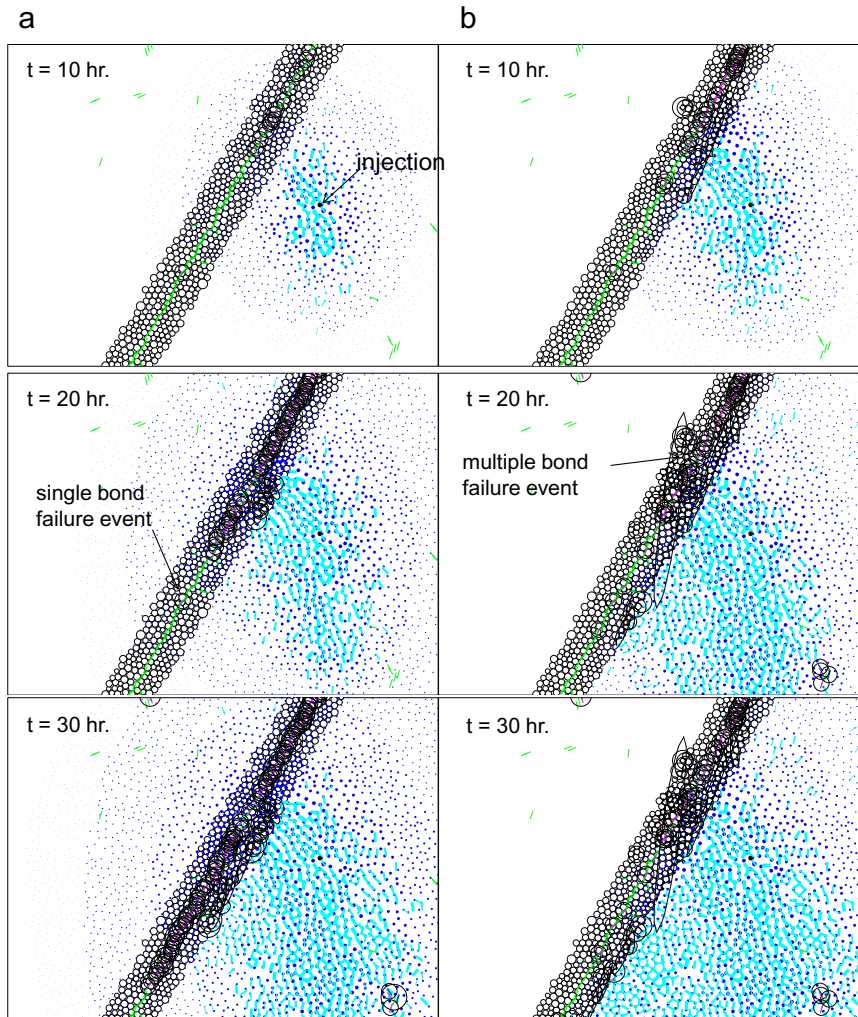 a
b
t = 10 hr.
t = 10 hr.
injection
t = 20 hr.
t = 20 hr.
single bond
failure event
multiple bond
failure event
t = 30 hr.
t = 30 hr.